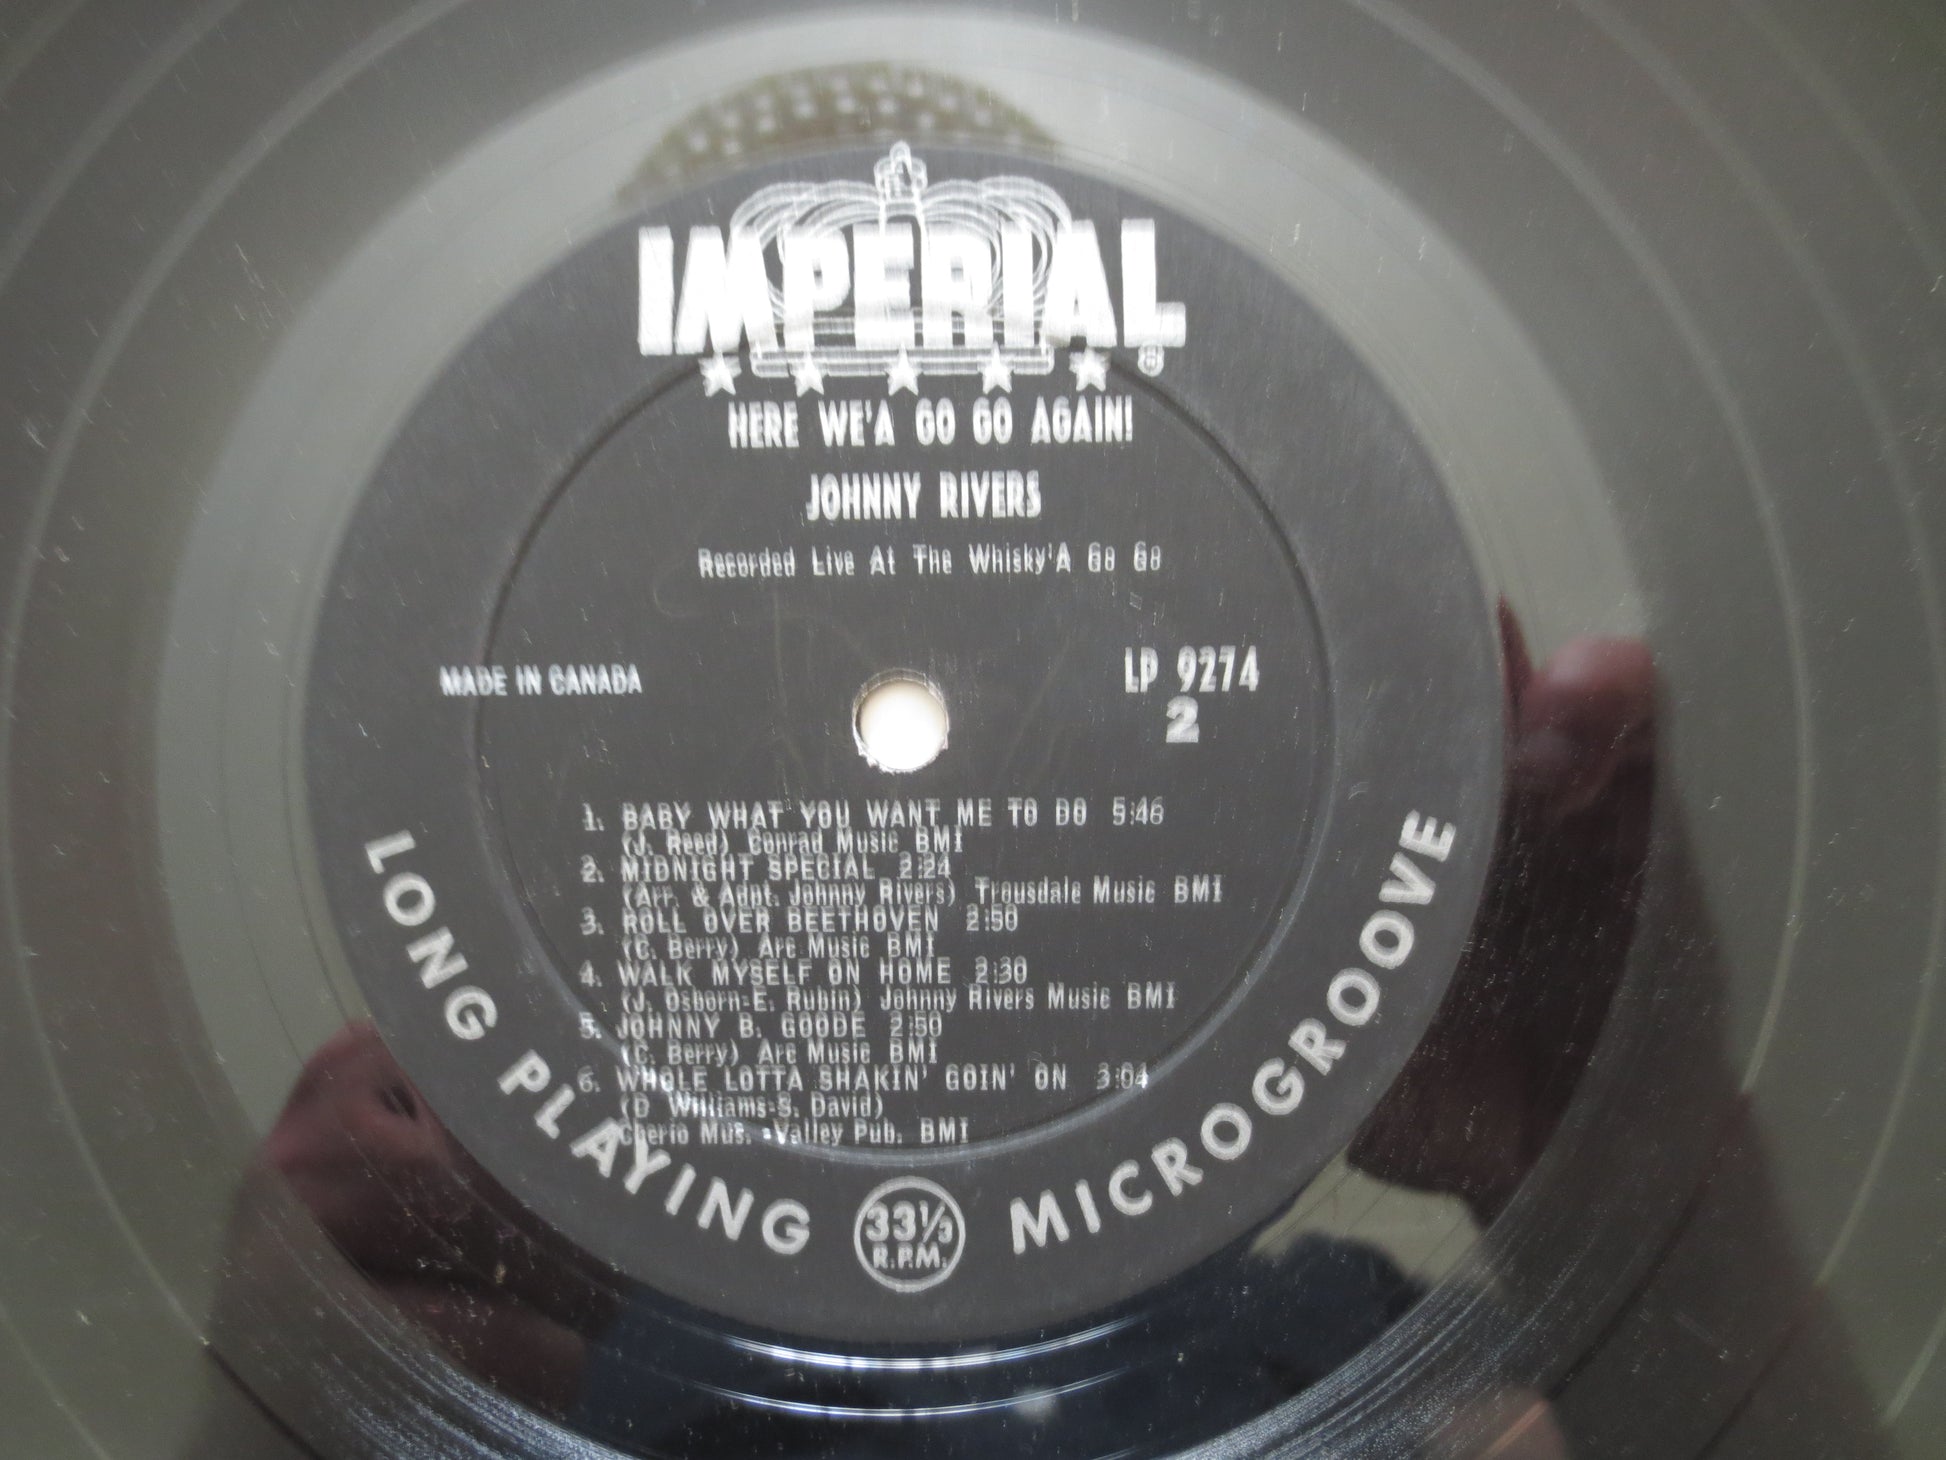 IMPERIAL®
HERE WE'A GO GO AGAIN!
JOHNNY RIVERS
Recorded Live At The Whisky'A Go Go
MADE IN CANADA
LP 9274
2
1. BABY WHAT YOU WANT ME TO DO 5:46
(J. Reed) Conrad Music BMI
2. MIDNIGHT SPECIAL 2:24
(Arr. & Adpt. Johnny Rivers) Trousdale Music BMI
3. ROLL OVER BEETHOVEN 2:50
(C. Berry) Arc Music BMI
4. WALK MYSELF ON HOME 2:30
(J. Osborn-E. Rubin) Johnny Rivers Music BMI
5. JOHNNY B. GOODE 2:50
(C. Berry) Arc Music BMI
6. WHOLE LOTTA SHAKIN' GOIN' ON 3:04
(D Williams-S. David)
Cherio Mus. -Valley Pub. BMI
LONG PLAYING
33⅓
R.P.M.
MICROGROOVE